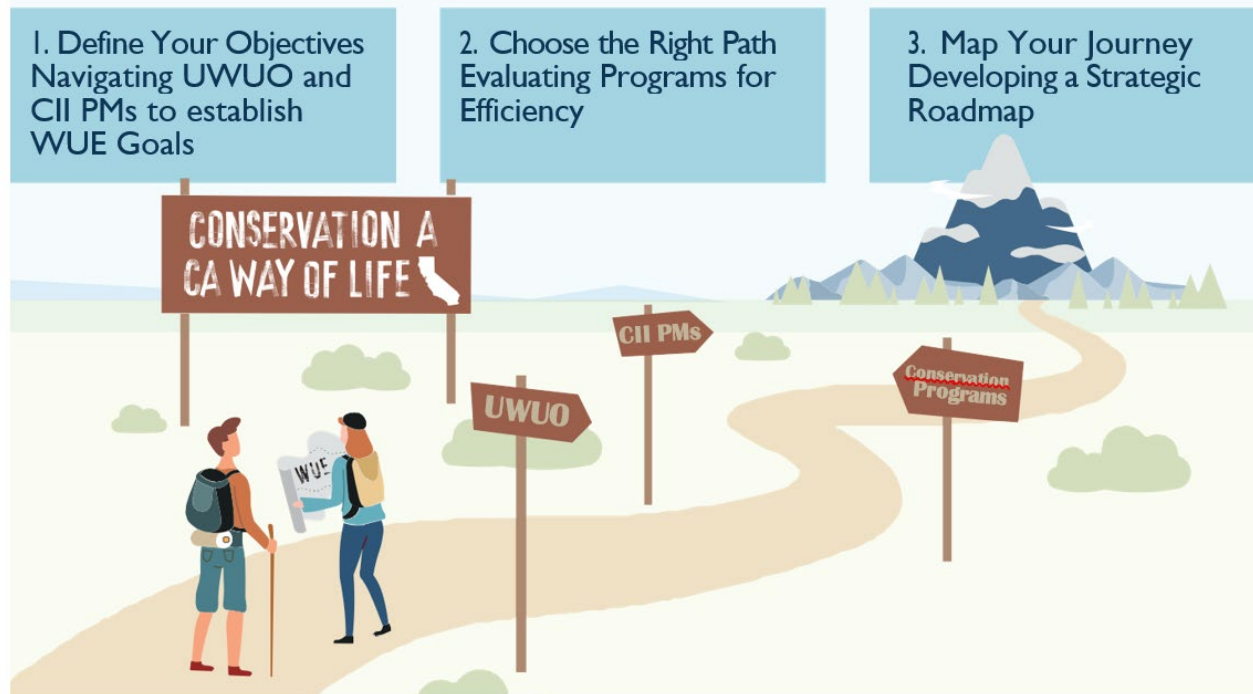 1. Define Your Objectives
Navigating UWUO and
CII PMs to establish
WUE Goals
2. Choose the Right Path
Evaluating Programs for
Efficiency
3. Map Your Journey
Developing a Strategic
Roadmap
CONSERVATION A
CA WAY OF LIFE
CII PMs
Conservation
Programs
UWUO
WUE